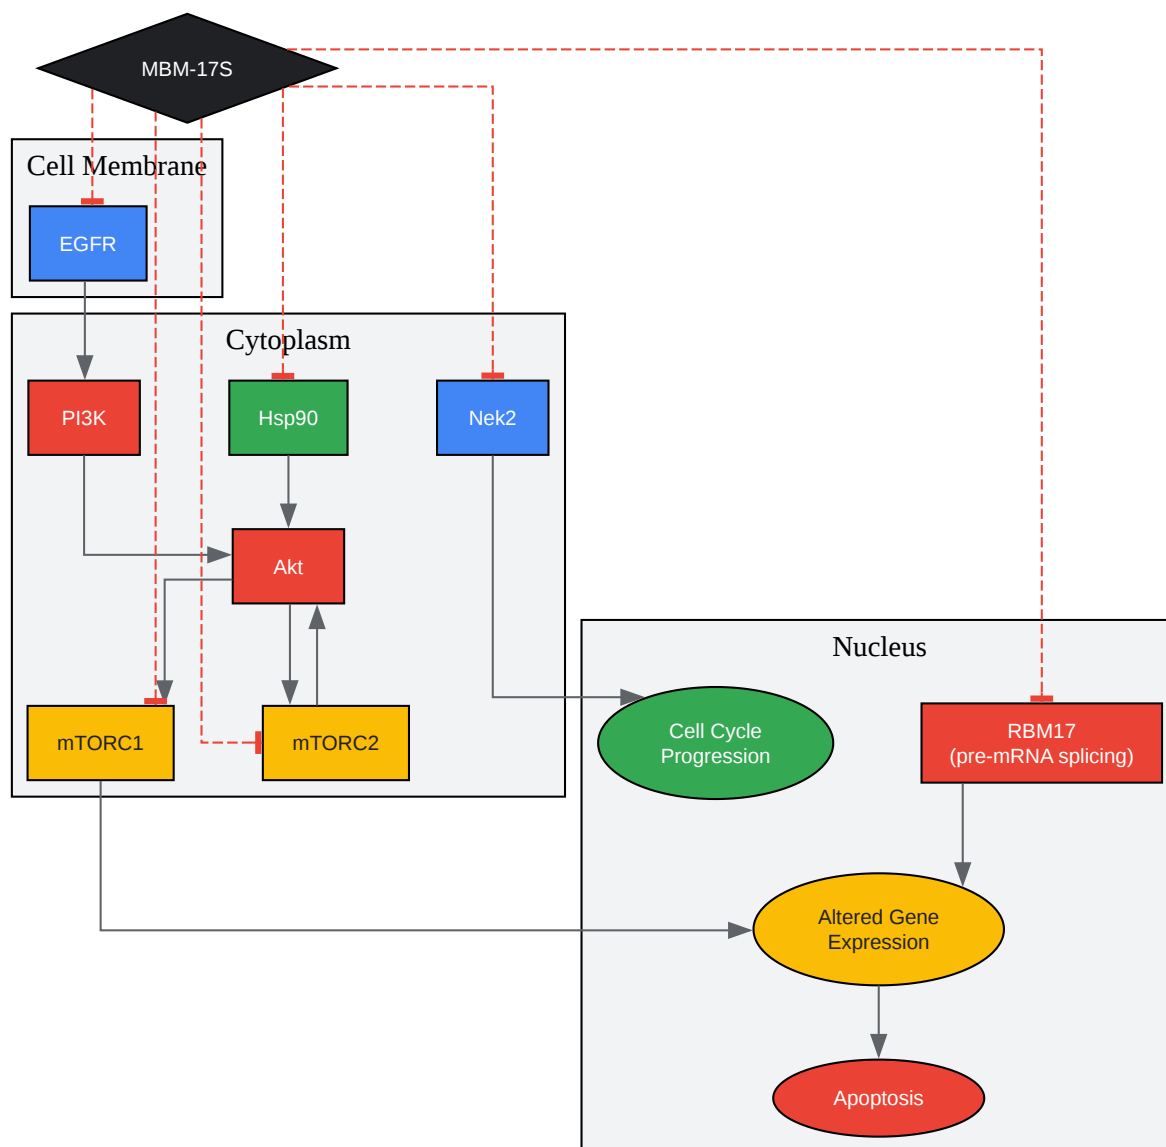 MBM-17S
Cell Membrane
EGFR
Cytoplasm
PI3K
Hsp90
Nek2
Akt
mTORC1
mTORC2
Nucleus
Cell Cycle
Progression
RBM17
(pre-mRNA splicing)
Altered Gene
Expression
Apoptosis